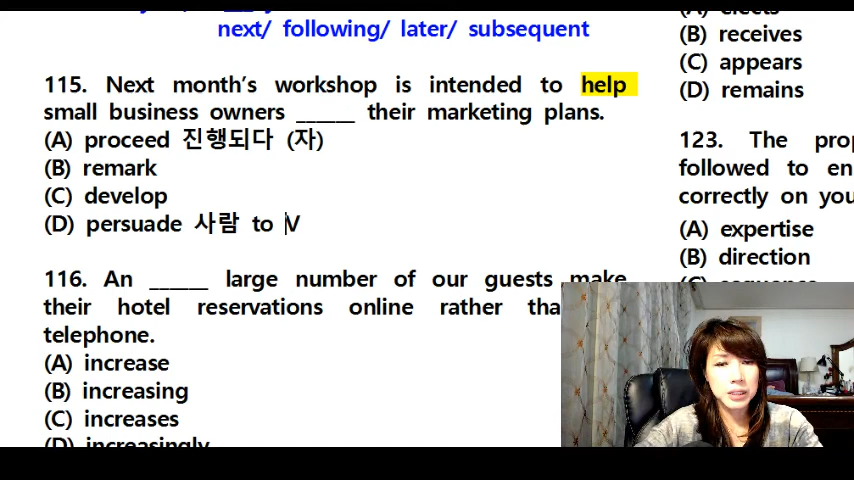 next/ following/ later/ subsequent
115. Next month's workshop is intended to help
small business owners ______ their marketing plans.
(A) proceed 진행되다 (자)
(B) remark
(C) develop
(D) persuade 사람 to V
116. An ______ large number of our guests make
their hotel reservations online rather
telephone.
(A) increase
(B) increasing
(C) increases
(D) increasingly
(B) receives
(C) appears
(D) remains
123. The
followed to
correctly on
(A) expertise
(B) direction